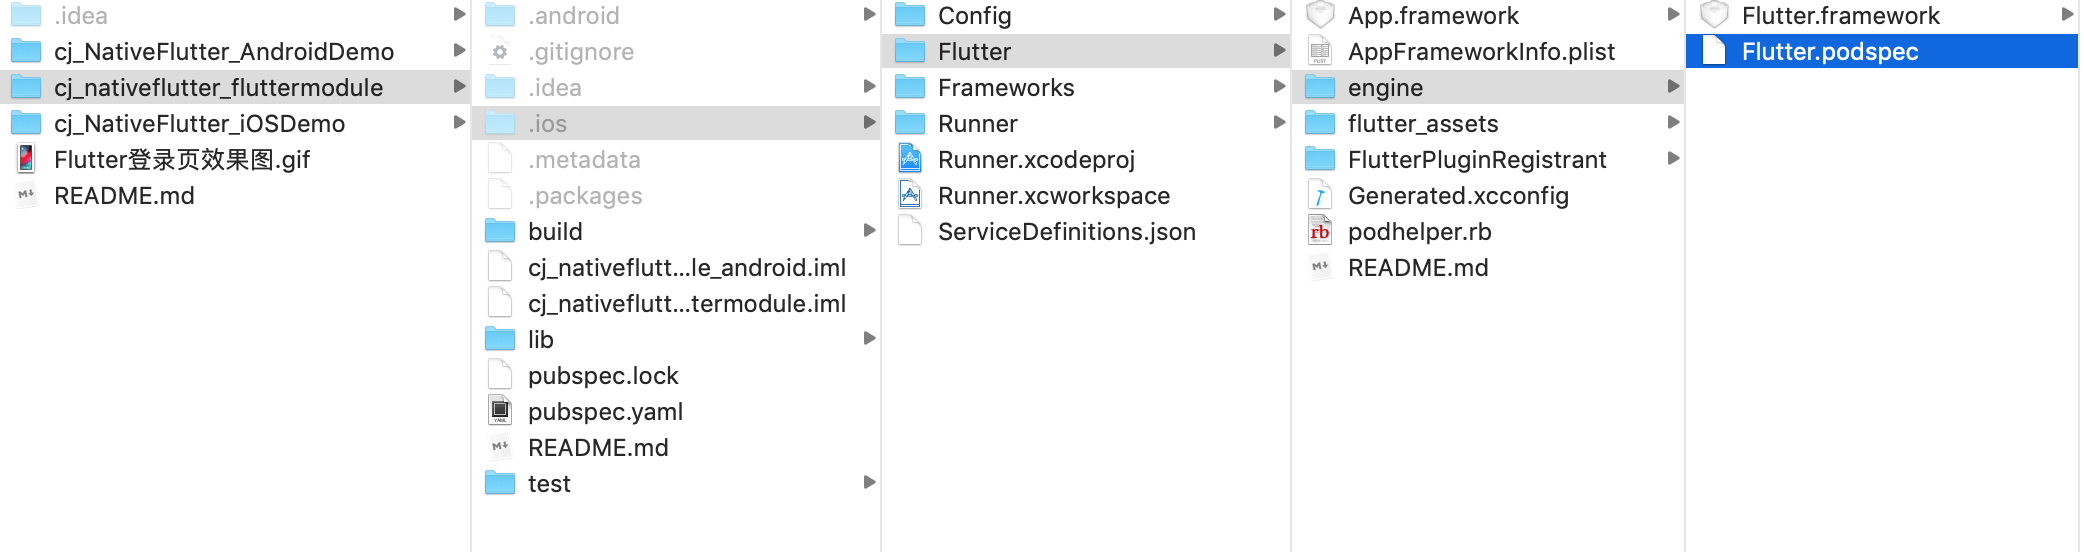 .idea
cj_NativeFlutter_AndroidDemo
cj_nativeflutter_fluttermodule
cj_NativeFlutter_iOSDemo
Flutter登录页效果图.gif
README.md
.android
.gitignore
.idea
.ios
.metadata
.packages
build
cj_nativeflutt...le_android.iml
cj_nativeflutt...termodule.iml
lib
pubspec.lock
pubspec.yaml
README.md
test
Config
Flutter
Frameworks
Runner
Runner.xcodeproj
Runner.xcworkspace
ServiceDefinitions.json
App.framework
AppFrameworkInfo.plist
engine
flutter_assets
FlutterPluginRegistrant
Generated.xcconfig
podhelper.rb
README.md
Flutter.framework
Flutter.podspec